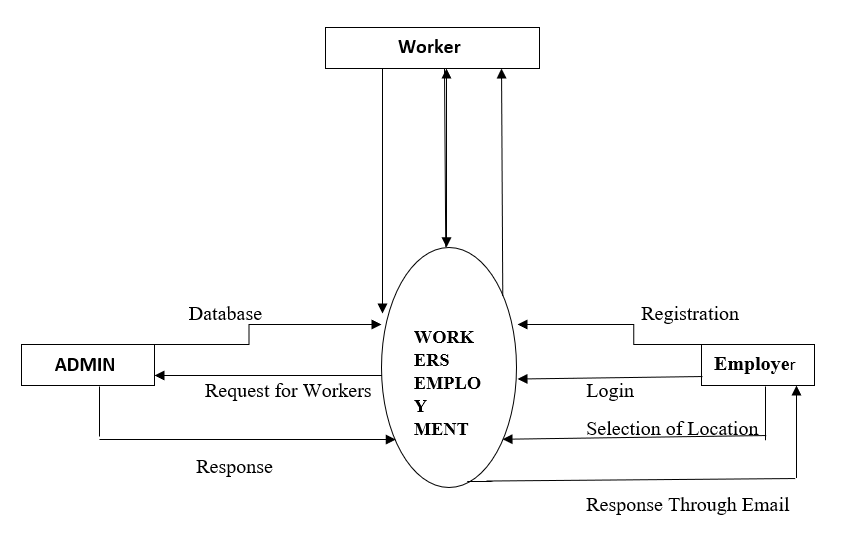 Worker
Database
Registration
WORK
ERS
EMPLO
Y
MENT
ADMIN
Employer
Request for Workers
Login
Selection of Location
Response
Response Through Email